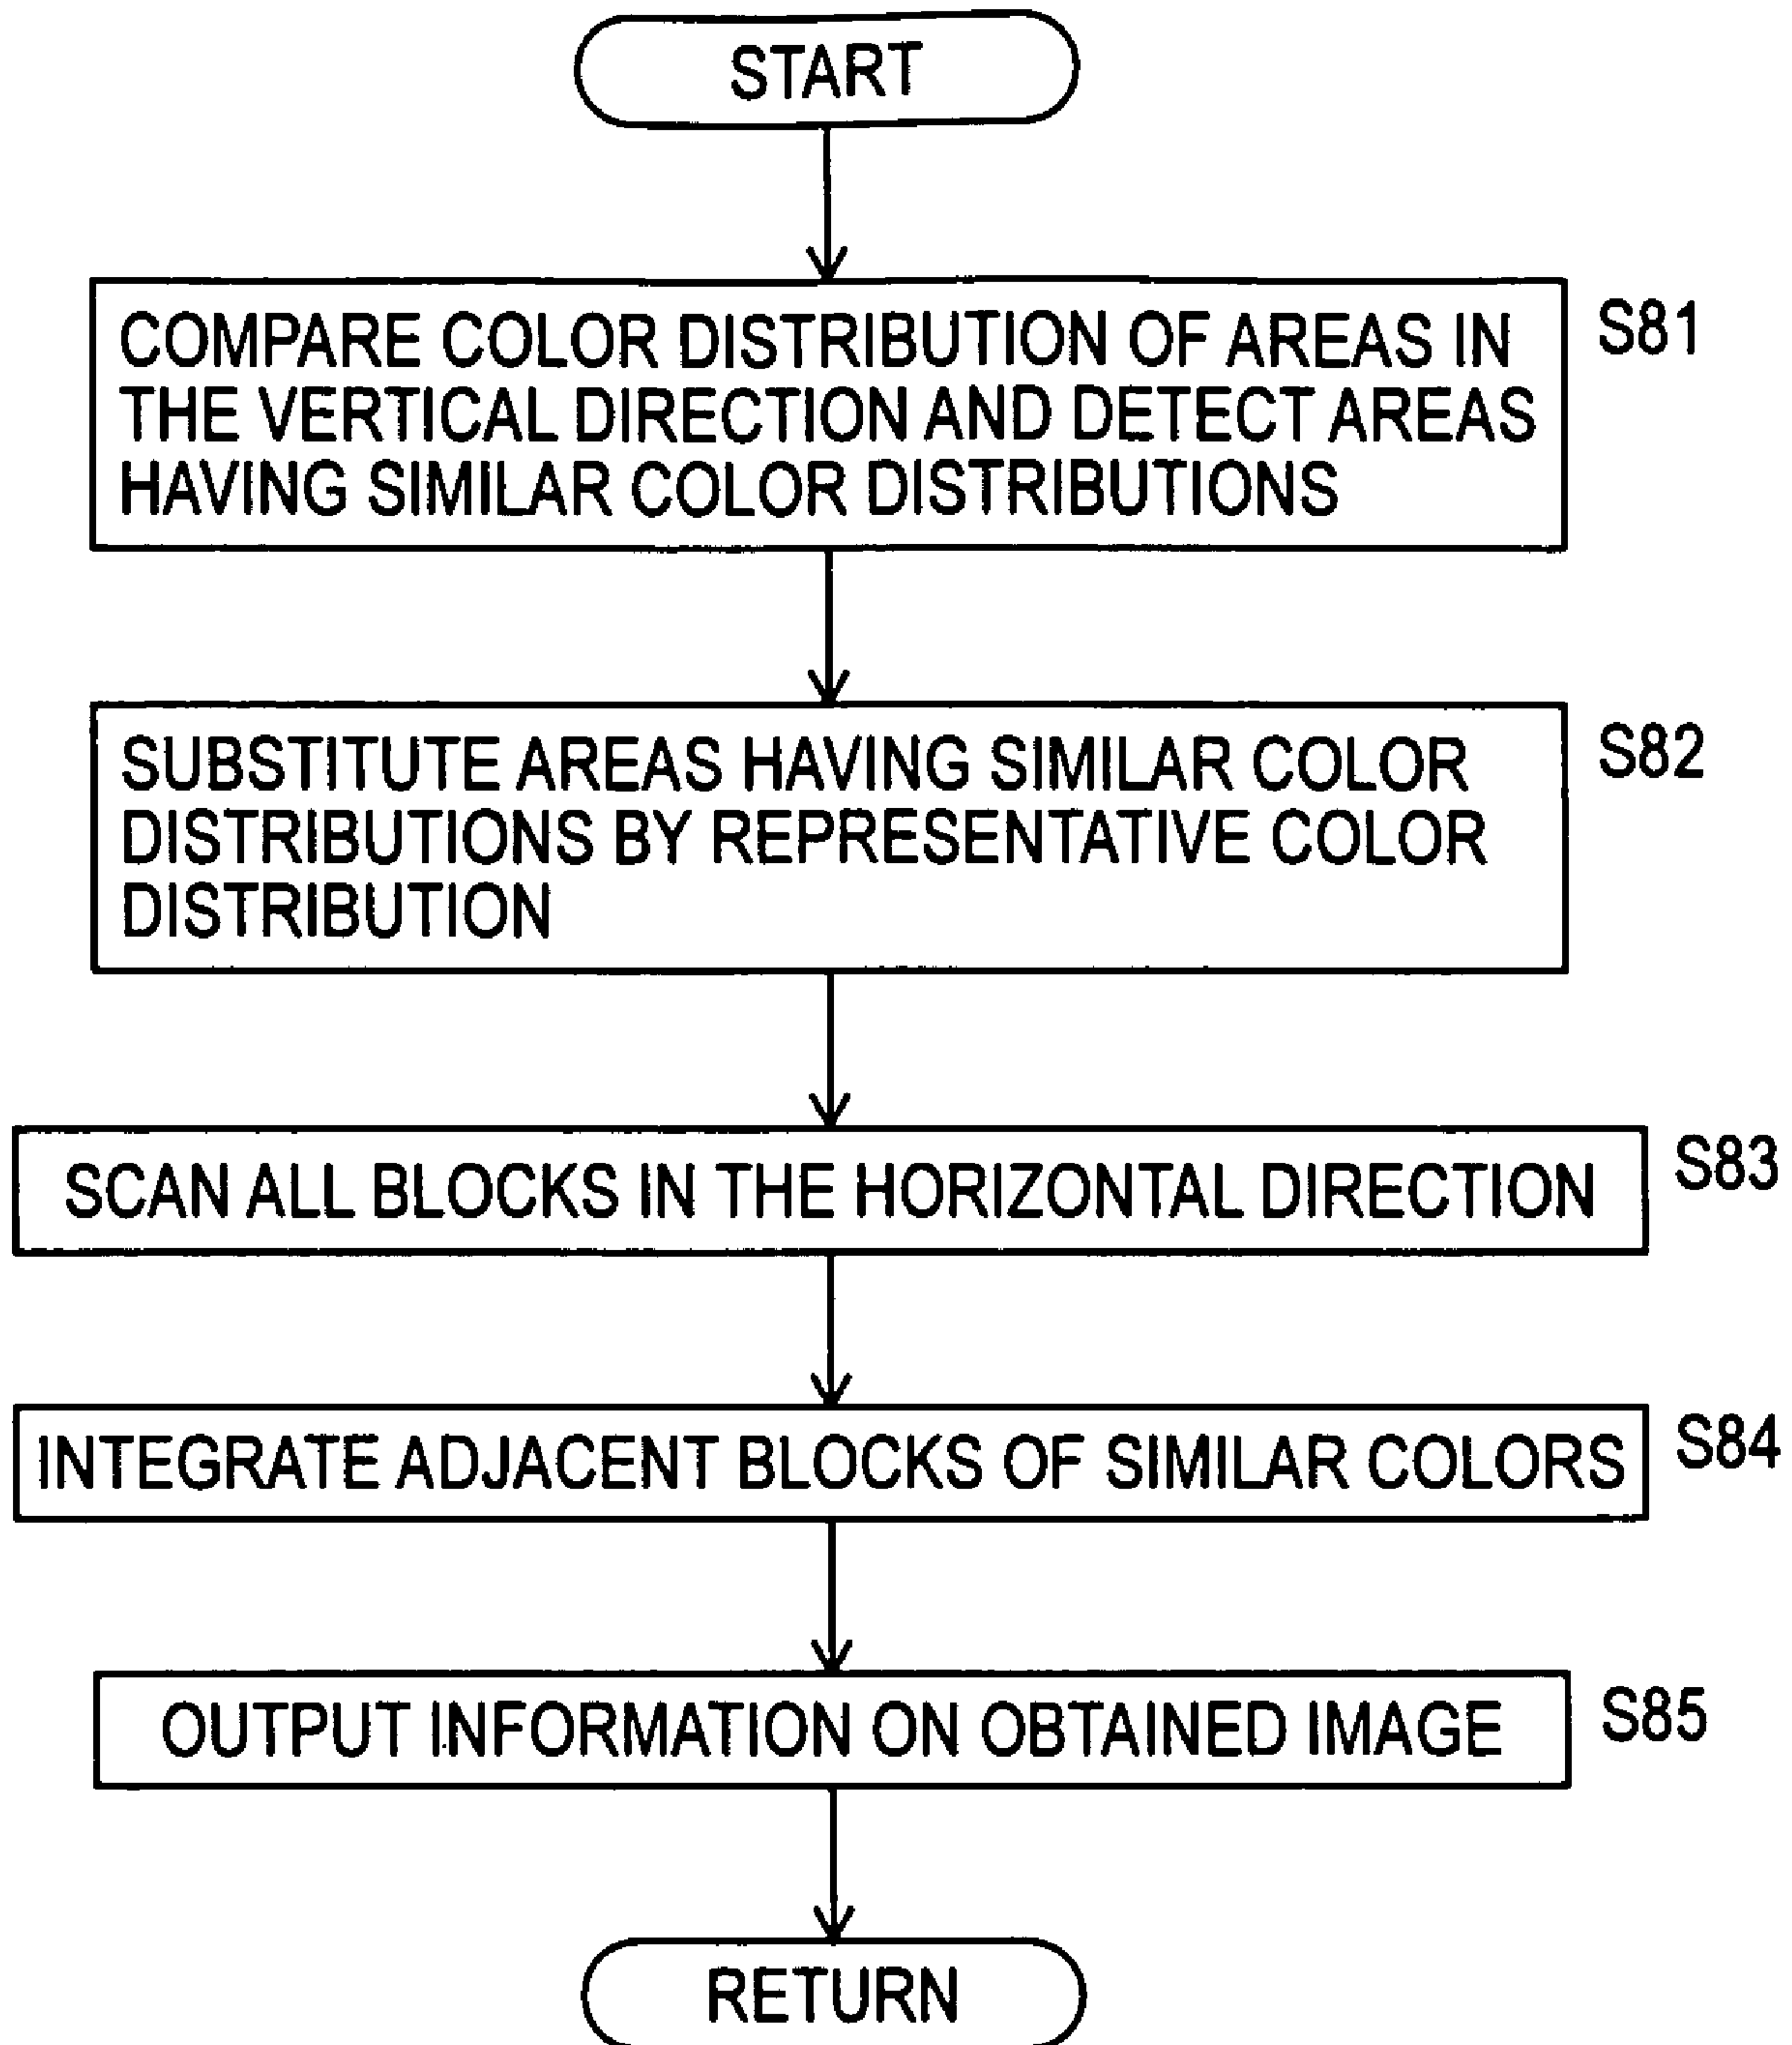 START
COMPARE COLOR DISTRIBUTION OF AREAS IN
THE VERTICAL DIRECTION AND DETECT AREAS
HAVING SIMILAR COLOR DISTRIBUTIONS
S81
SUBSTITUTE AREAS HAVING SIMILAR COLOR
DISTRIBUTIONS BY REPRESENTATIVE COLOR
DISTRIBUTION
S82
SCAN ALL BLOCKS IN THE HORIZONTAL DIRECTION
S83
INTEGRATE ADJACENT BLOCKS OF SIMILAR COLORS
S84
OUTPUT INFORMATION ON OBTAINED IMAGE
S85
RETURN